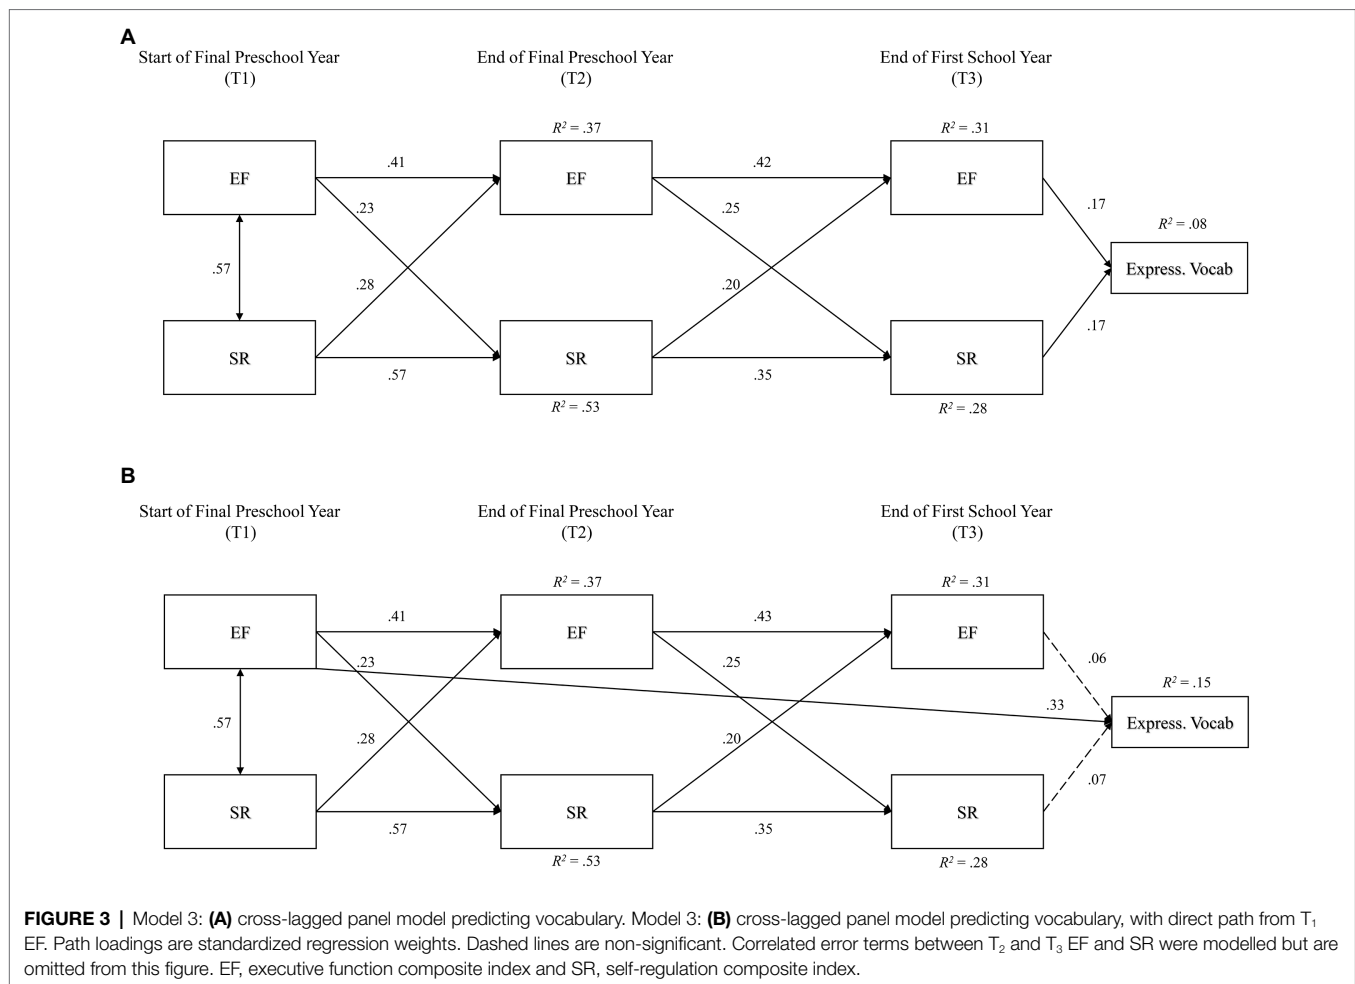 A
Start of Final Preschool Year
(T1)
End of Final Preschool Year
(T2)
End of First School Year
(T3)
R² = .37
R² = .31
EF
.41
EF
.42
EF
.23
.25
.17
R² = .08
.57
Express. Vocab
.28
.20
.17
SR
.57
SR
.35
SR
R² = .53
R² = .28
B
Start of Final Preschool Year
(T1)
End of Final Preschool Year
(T2)
End of First School Year
(T3)
R² = .37
R² = .31
EF
.41
EF
.43
EF
.23
.25
.06
R² = .15
.33
.57
Express. Vocab
.28
.20
.07
SR
.57
SR
.35
SR
R² = .53
R² = .28
FIGURE 3 | Model 3: (A) cross-lagged panel model predicting vocabulary. Model 3: (B) cross-lagged panel model predicting vocabulary, with direct path from T₁
EF. Path loadings are standardized regression weights. Dashed lines are non-significant. Correlated error terms between T₂ and T₃ EF and SR were modelled but are
omitted from this figure. EF, executive function composite index and SR, self-regulation composite index.